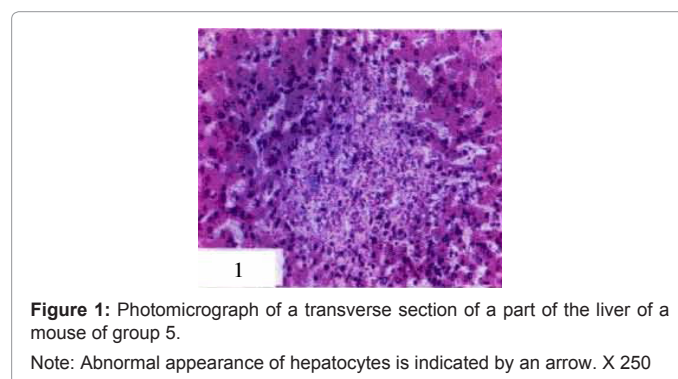 1
Figure 1: Photomicrograph of a transverse section of a part of the liver of a
mouse of group 5.
Note: Abnormal appearance of hepatocytes is indicated by an arrow. X 250